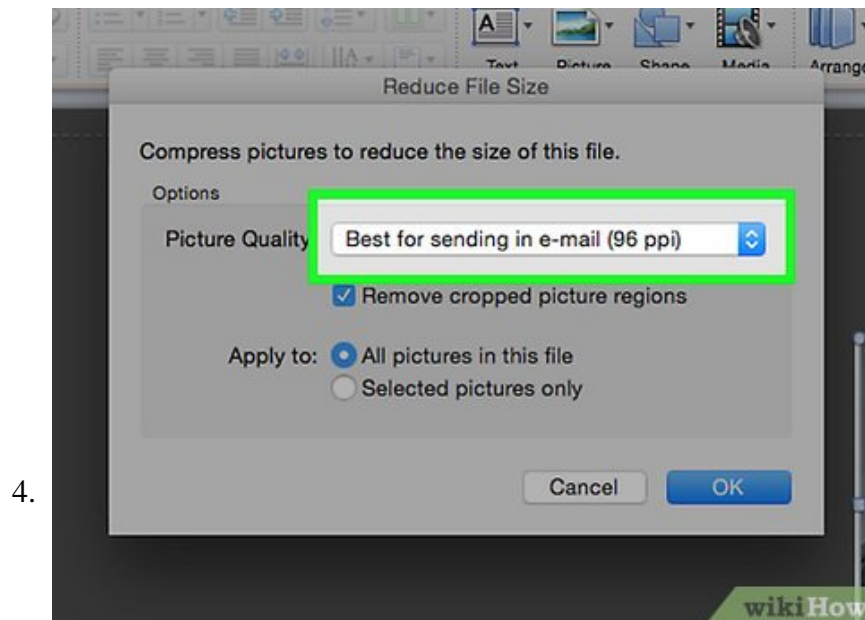 Text Picture Shape Media Arrange
Reduce File Size
Compress pictures to reduce the size of this file.
Options
Picture Quality
Best for sending in e-mail (96 ppi)
Remove cropped picture regions
Apply to: All pictures in this file
Selected pictures only
4.
Cancel OK
wikiHow